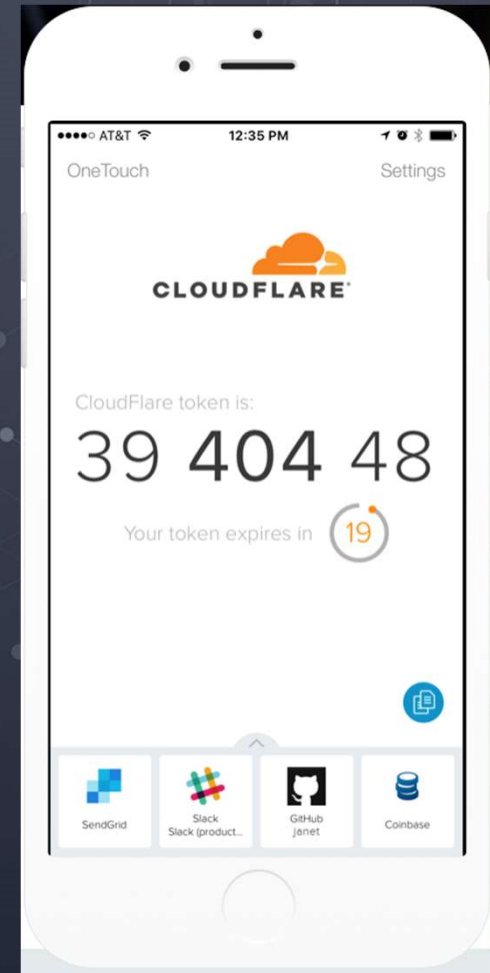 AT&T 12:35 PM
OneTouch Settings
CLOUDFLARE
CloudFlare token is:
39 404 48
Your token expires in 19
SendGrid
Slack
Slack (product...
GitHub
janet
Coinbase